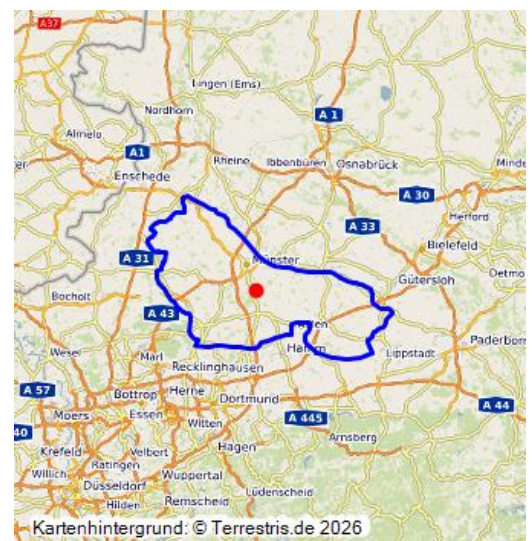 A37
Lingen (Ems)
Nordhorn
A 1
Almelo
A1
Rheine
Ibbenbüren
Osnabrück
Enschede
A 30
Herford
A 33
Bielefeld
A 31
Münster
Gütersloh
Detmo
Bocholt
A 43
Hamm
Paderborn
Lippstadt
Wesel
Marl
Recklinghausen
A 57
Bottrop
Herne
Dortmund
A 44
Essen
A 445
Moers
Witten
40
Arnsberg
Krefeld
Velbert
Hagen
Ratingen
Willich
Wuppertal
Düsseldorf
Lüdenscheid
Hilden
Remscheid
Kartenhintergrund: © Terrestris.de 2026